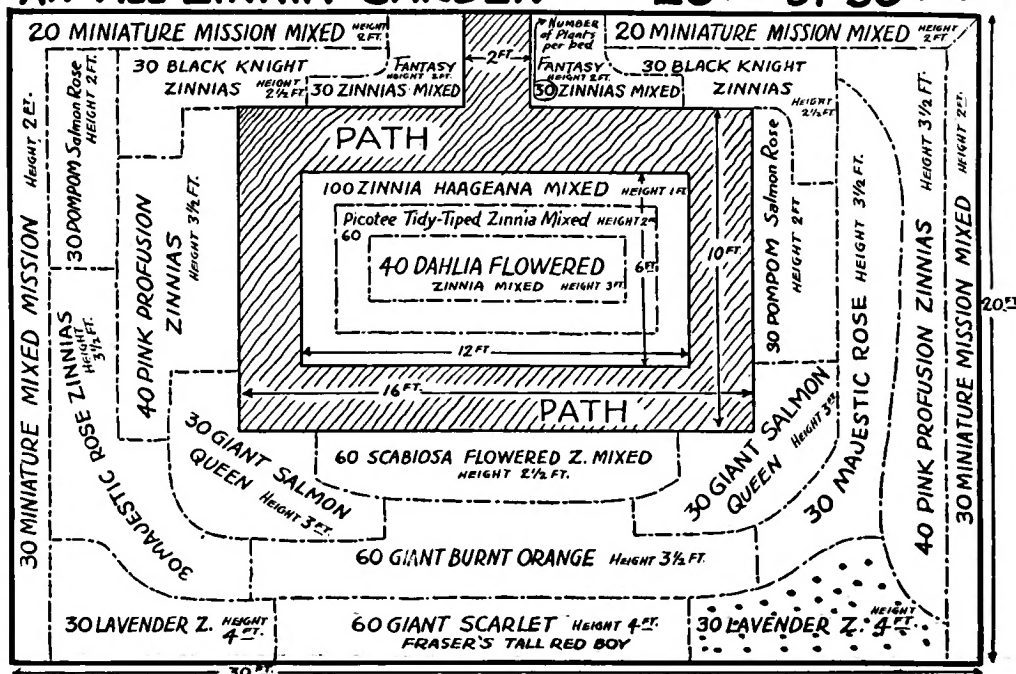 20 MINIATURE MISSION MIXED HEIGHT 2 FT.
2 FT
*NUMBER
of Plants
per bed
20 MINIATURE MISSION MIXED HEIGHT 2 FT
30 BLACK KNIGHT
ZINNIAS HEIGHT 2½ FT.
FANTASY
HEIGHT 2 FT.
30 ZINNIAS MIXED
FANTASY
HEIGHT 2 FT.
30 ZINNIAS MIXED
30 BLACK KNIGHT
ZINNIAS HEIGHT 2½ FT
30 MINIATURE MIXED MISSION HEIGHT 2 FT.
30 POMPOM Salmon Rose
HEIGHT 2 FT.
40 PINK PROFUSION
ZINNIAS HEIGHT 3½ FT.
PATH
100 ZINNIA HAAGEANA MIXED HEIGHT 1 FT
Picotee Tidy-Tiped Zinnia Mixed HEIGHT 2 FT
60
40 DAHLIA FLOWERED
ZINNIA MIXED HEIGHT 3 FT.
6 FT.
10 FT
12 FT
16 FT.
PATH
30 POMPOM Salmon Rose
HEIGHT 2 FT
30 MAJESTIC ROSE HEIGHT 3½ FT.
40 PINK PROFUSION ZINNIAS HEIGHT 3½ FT.
30 MINIATURE MISSION MIXED HEIGHT 2 FT.
20 FT
30 MAJESTIC ROSE ZINNIAS
HEIGHT
3½ FT.
30 GIANT SALMON
QUEEN HEIGHT 3 FT.
60 SCABIOSA FLOWERED Z. MIXED
HEIGHT 2½ FT.
30 GIANT SALMON
QUEEN HEIGHT 3 FT.
60 GIANT BURNT ORANGE HEIGHT 3½ FT.
30 LAVENDER Z. HEIGHT 4 FT.
60 GIANT SCARLET HEIGHT 4 FT.
FRASER'S TALL RED BOY
30 LAVENDER Z. HEIGHT 4 FT.
30 FT.